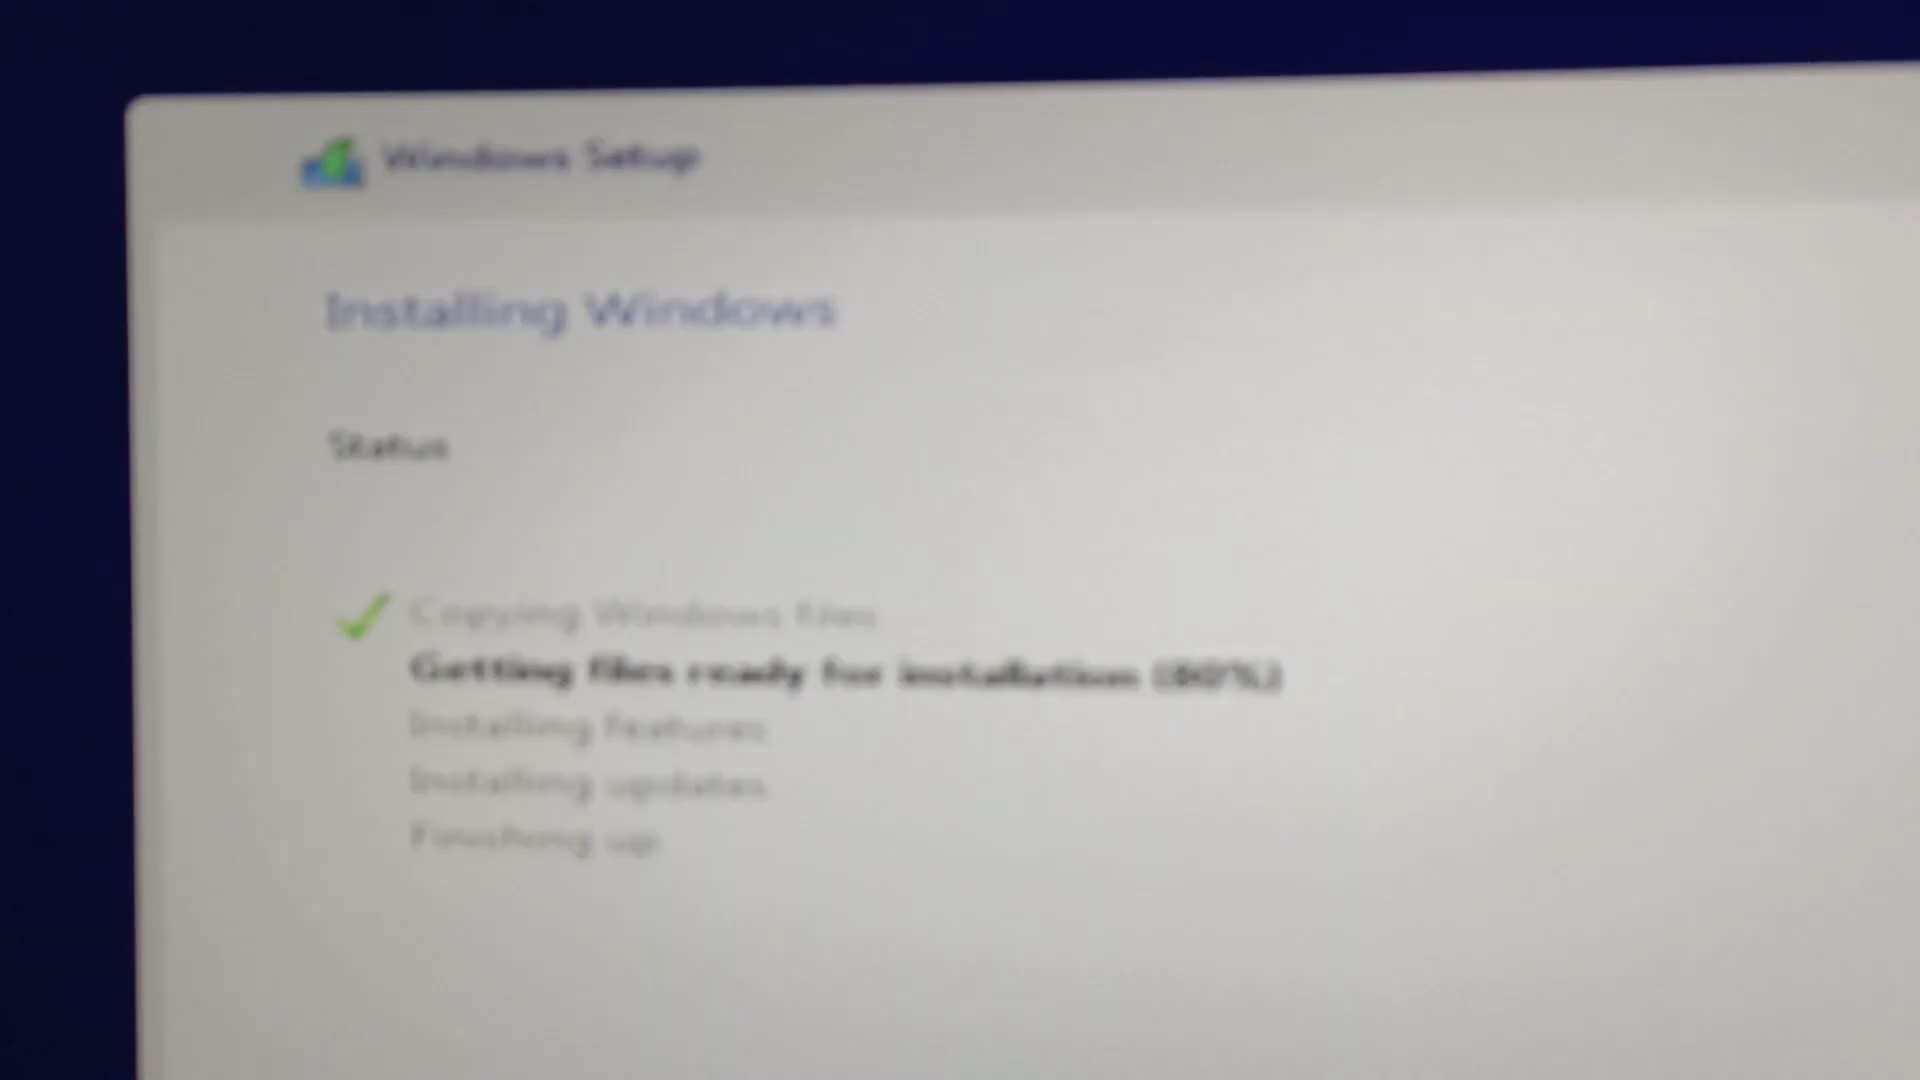 Windows Setup
Installing Windows
Status
Copying Windows files
Getting files ready for installation (80%)
Installing features
Installing updates
Finishing up